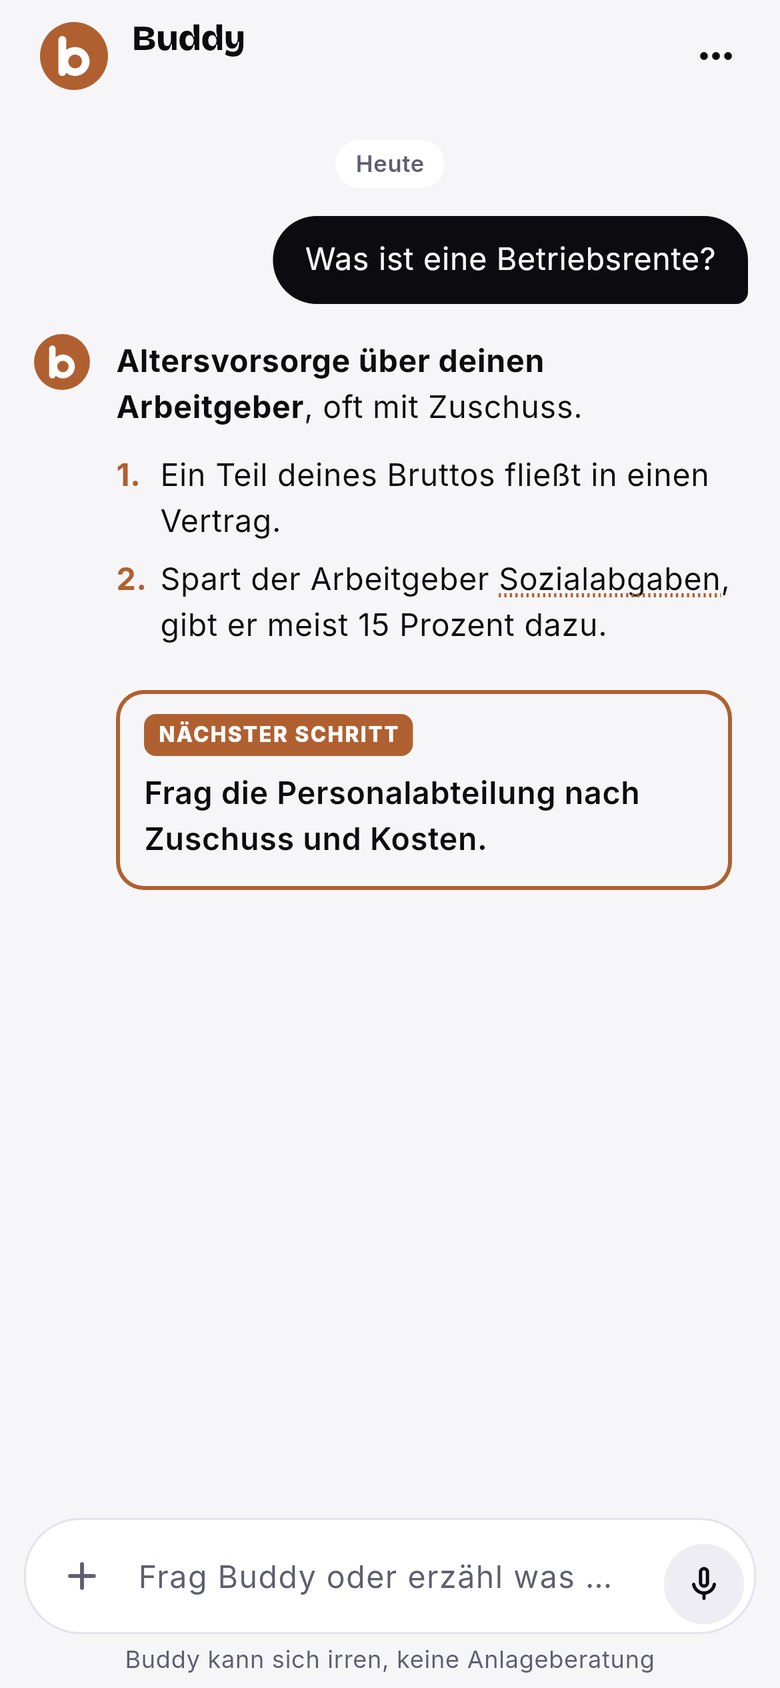 b
Buddy
Heute
Was ist eine Betriebsrente?
b
Altersvorsorge über deinen
Arbeitgeber, oft mit Zuschuss.
1. Ein Teil deines Bruttos fließt in einen
Vertrag.
2. Spart der Arbeitgeber Sozialabgaben,
gibt er meist 15 Prozent dazu.
NÄCHSTER SCHRITT
Frag die Personalabteilung nach
Zuschuss und Kosten.
Frag Buddy oder erzähl was ...
Buddy kann sich irren, keine Anlageberatung